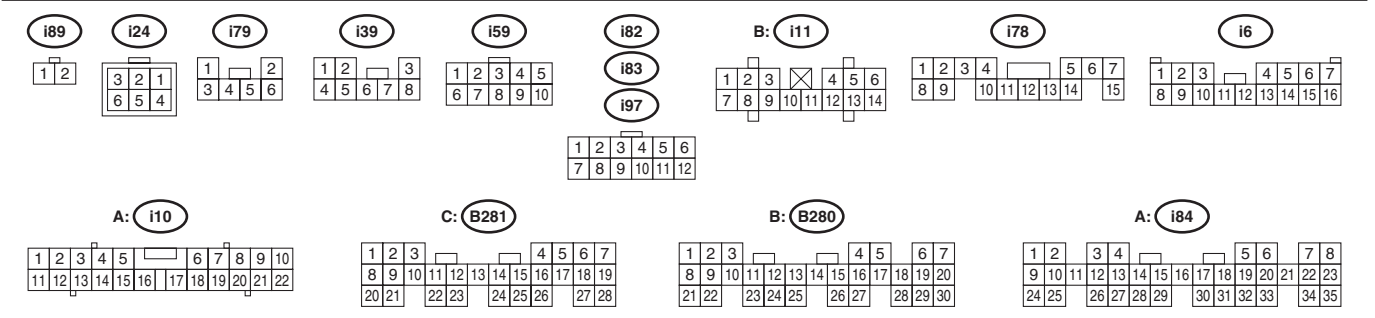 i89 i24 i79 i39 i59 i82 B: i11 i78 i6
i83
i97
1 2
3 2 1
6 5 4
1 2
3 4 5 6
1 2 3
4 5 6 7 8
1 2 3 4 5
6 7 8 9 10
1 2 3 4 5 6
7 8 9 10 11 12
1 2 3 4 5 6
7 8 9 10 11 12 13 14
1 2 3 4 5 6 7
8 9 10 11 12 13 14 15
1 2 3 4 5 6 7
8 9 10 11 12 13 14 15 16
A: i10 C: B281 B: B280 A: i84
1 2 3 4 5 6 7 8 9 10
11 12 13 14 15 16 17 18 19 20 21 22
1 2 3 4 5 6 7
8 9 10 11 12 13 14 15 16 17 18 19
20 21 22 23 24 25 26 27 28
1 2 3 4 5 6 7
8 9 10 11 12 13 14 15 16 17 18 19 20
21 22 23 24 25 26 27 28 29 30
1 2 3 4 5 6 7 8
9 10 11 12 13 14 15 16 17 18 19 20 21 22 23
24 25 26 27 28 29 30 31 32 33 34 35